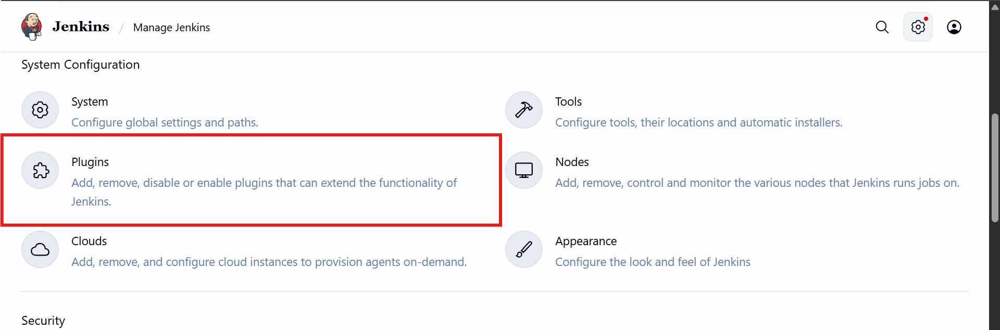 Jenkins / Manage Jenkins
System Configuration
System
Configure global settings and paths.
Tools
Configure tools, their locations and automatic installers.
Plugins
Add, remove, disable or enable plugins that can extend the functionality of
Jenkins.
Nodes
Add, remove, control and monitor the various nodes that Jenkins runs jobs on.
Clouds
Add, remove, and configure cloud instances to provision agents on-demand.
Appearance
Configure the look and feel of Jenkins
Security